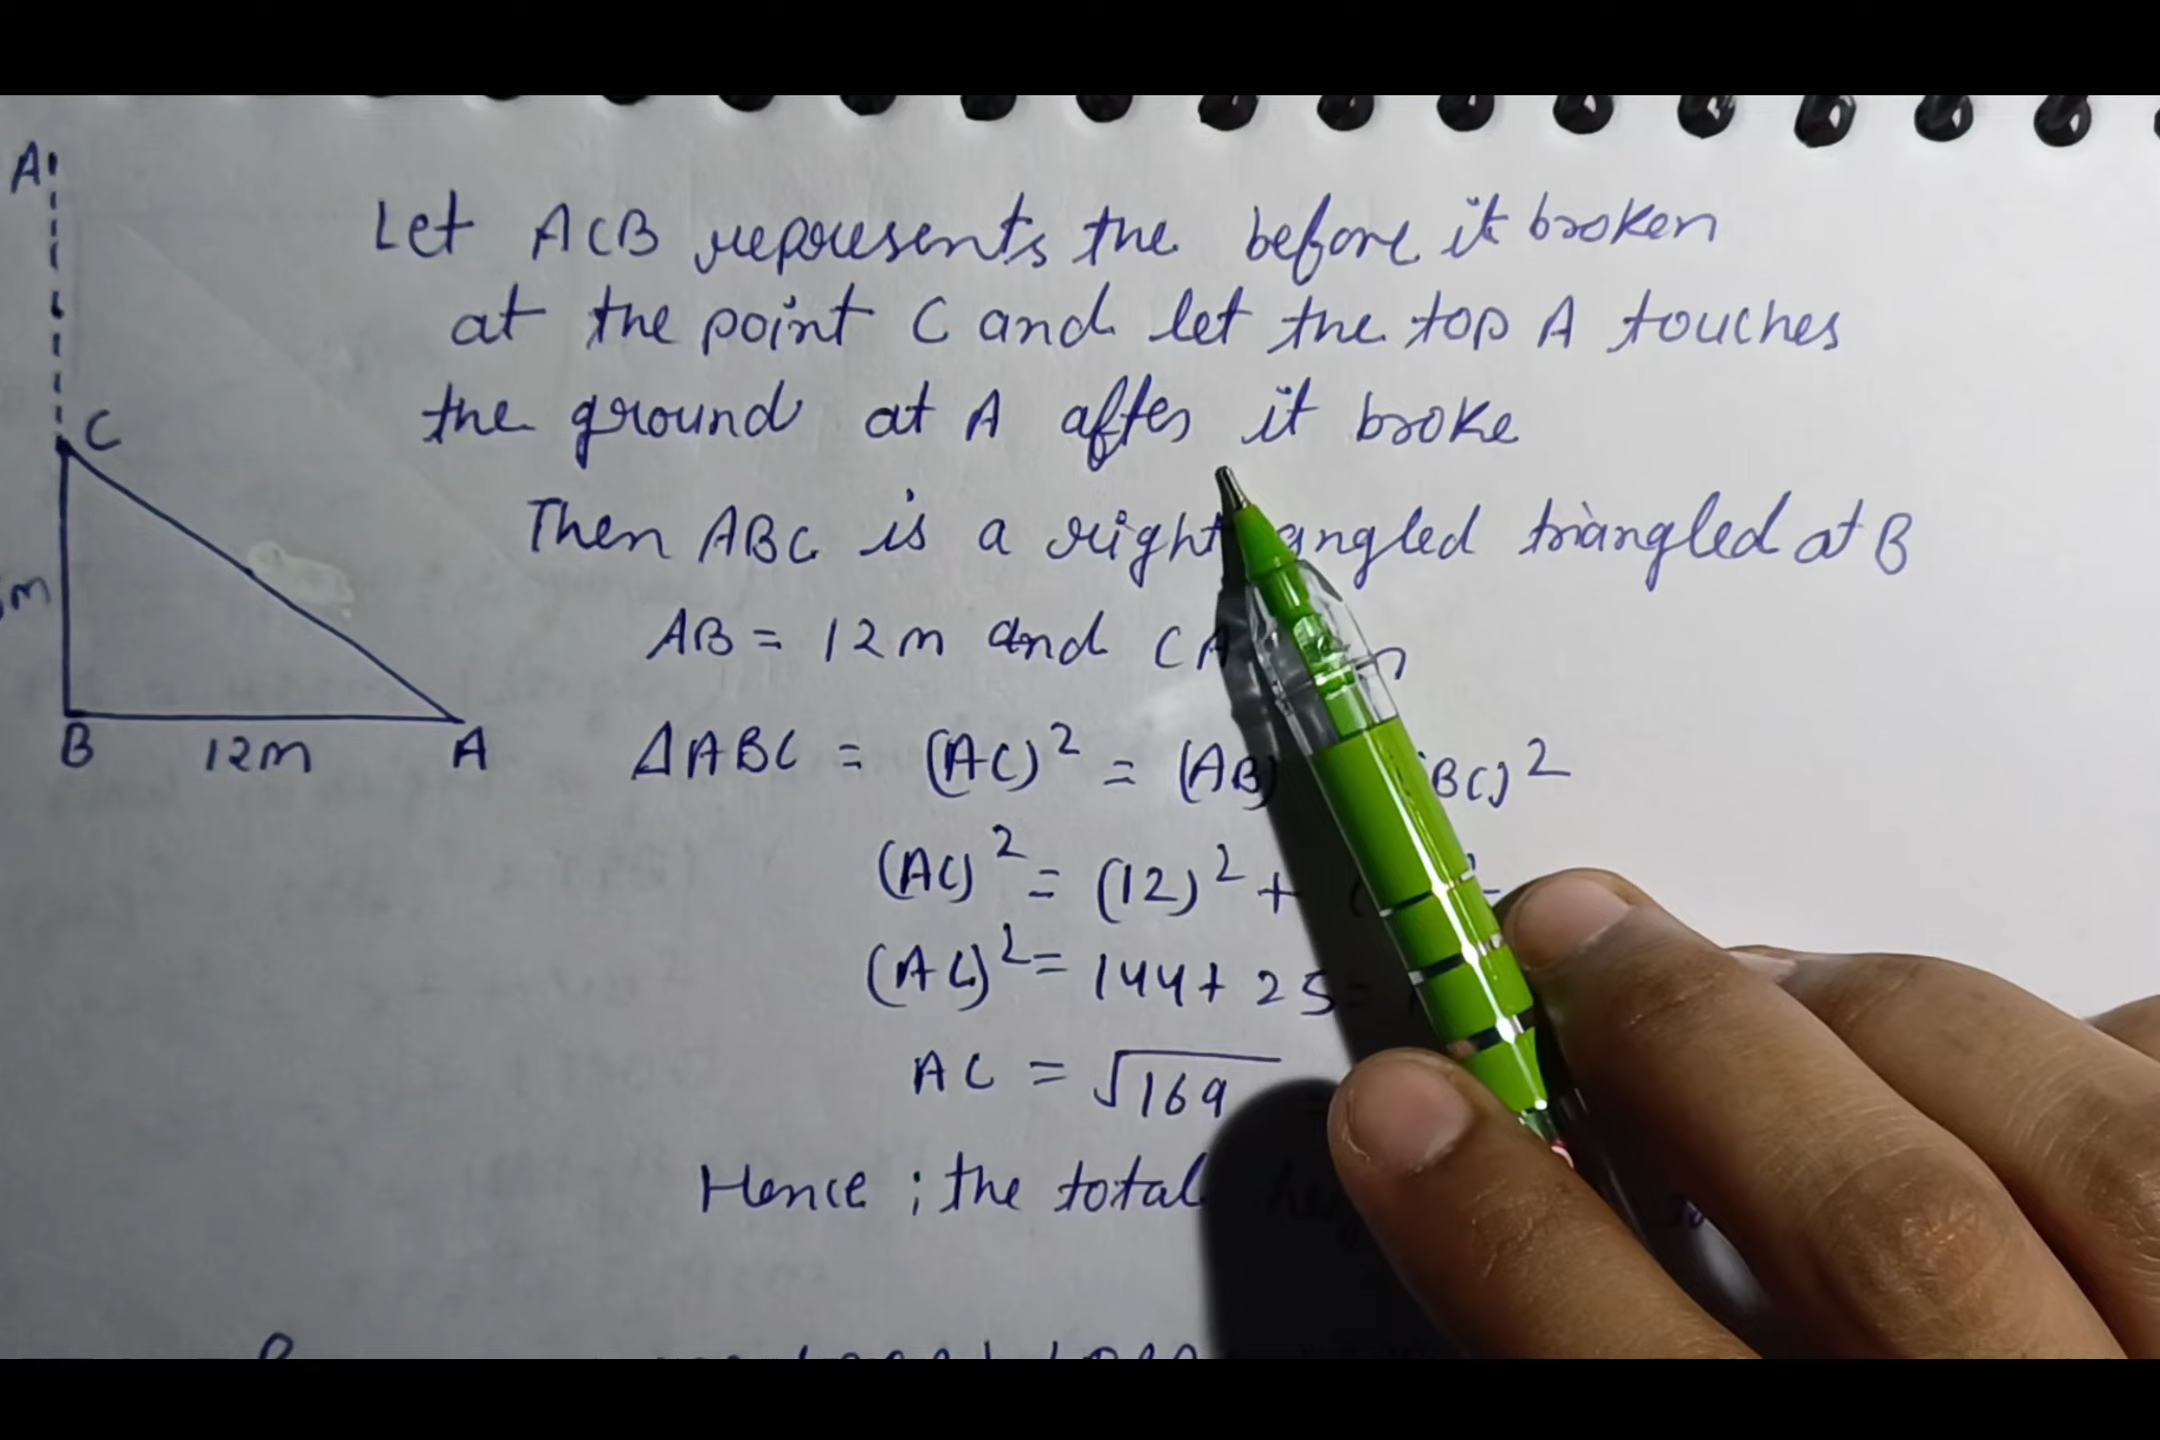 A'
Let ACB represents the before it broken
at the point C and let the top A touches
the ground at A after it broke
C
Then ABC is a right angled triangled at B
m
AB = 12m and CA m
B 12m A
ΔABC = (AC)² = (AB) BC)²
(AC)² = (12)² + (
(AC)² = 144 + 25 =
AC = √169 =
Hence ; the total